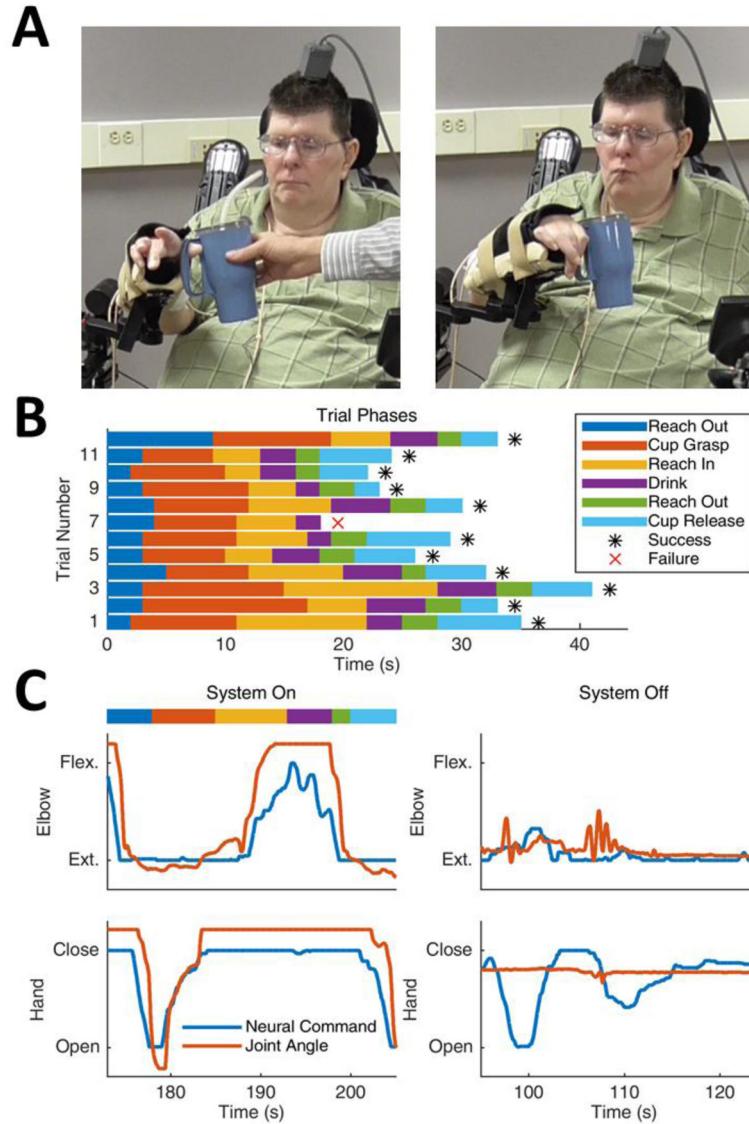 A
B
Trial Phases
Trial Number
11
9
7
5
3
1
0
10
20
30
40
Time (s)
Reach Out
Cup Grasp
Reach In
Drink
Reach Out
Cup Release
Success
Failure
C
System On
System Off
Elbow
Flex.
Ext.
Elbow
Flex.
Ext.
Hand
Close
Open
Neural Command
Joint Angle
Hand
Close
Open
180
190
200
Time (s)
100
110
120
Time (s)